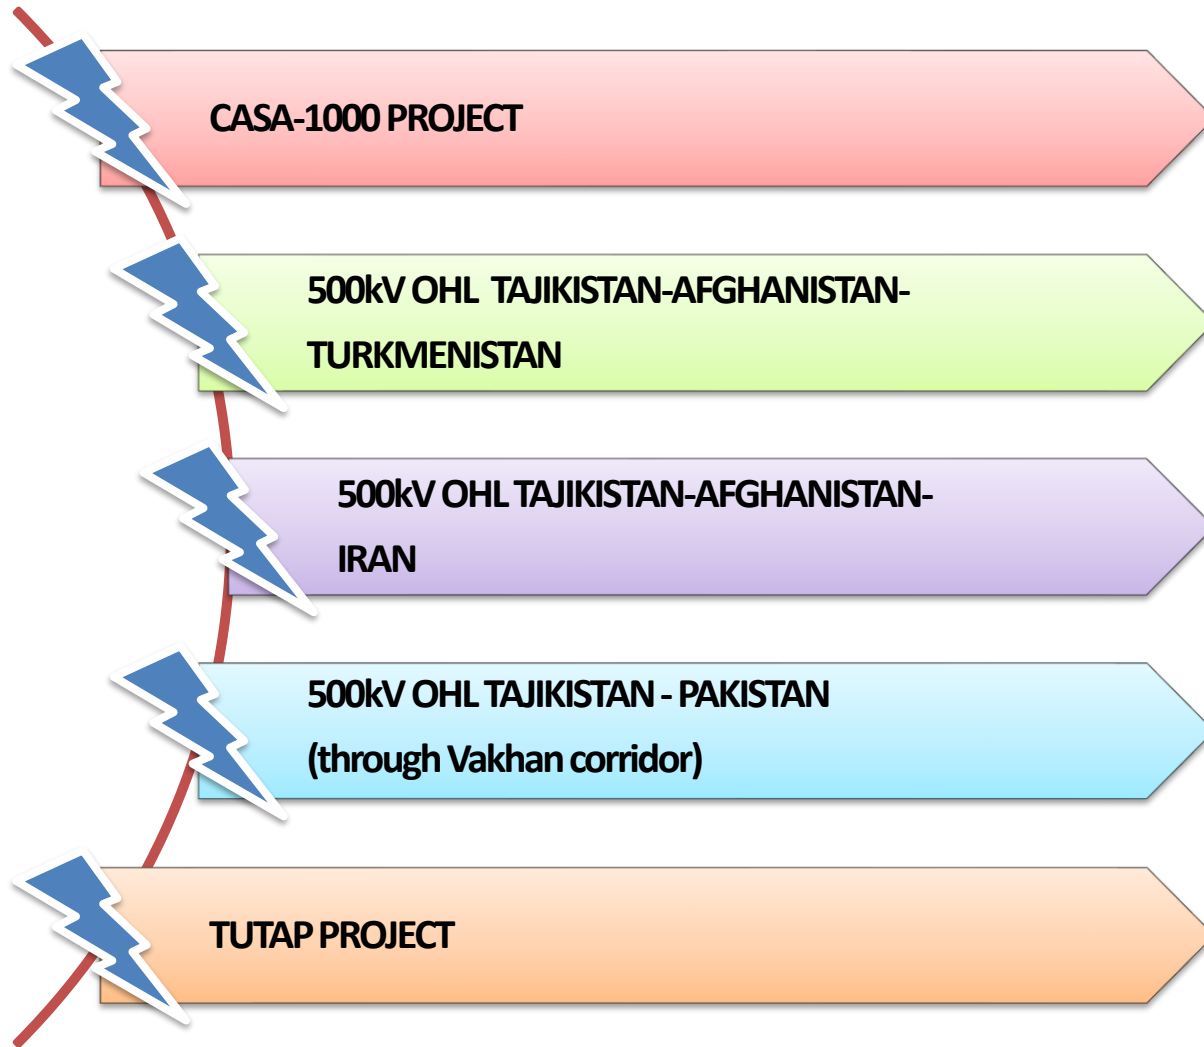 CASA-1000 PROJECT
500kV OHL TAJIKISTAN-AFGHANISTAN-
TURKMENISTAN
500kV OHL TAJIKISTAN-AFGHANISTAN-
IRAN
500kV OHL TAJIKISTAN - PAKISTAN
(through Vakhan corridor)
TUTAP PROJECT